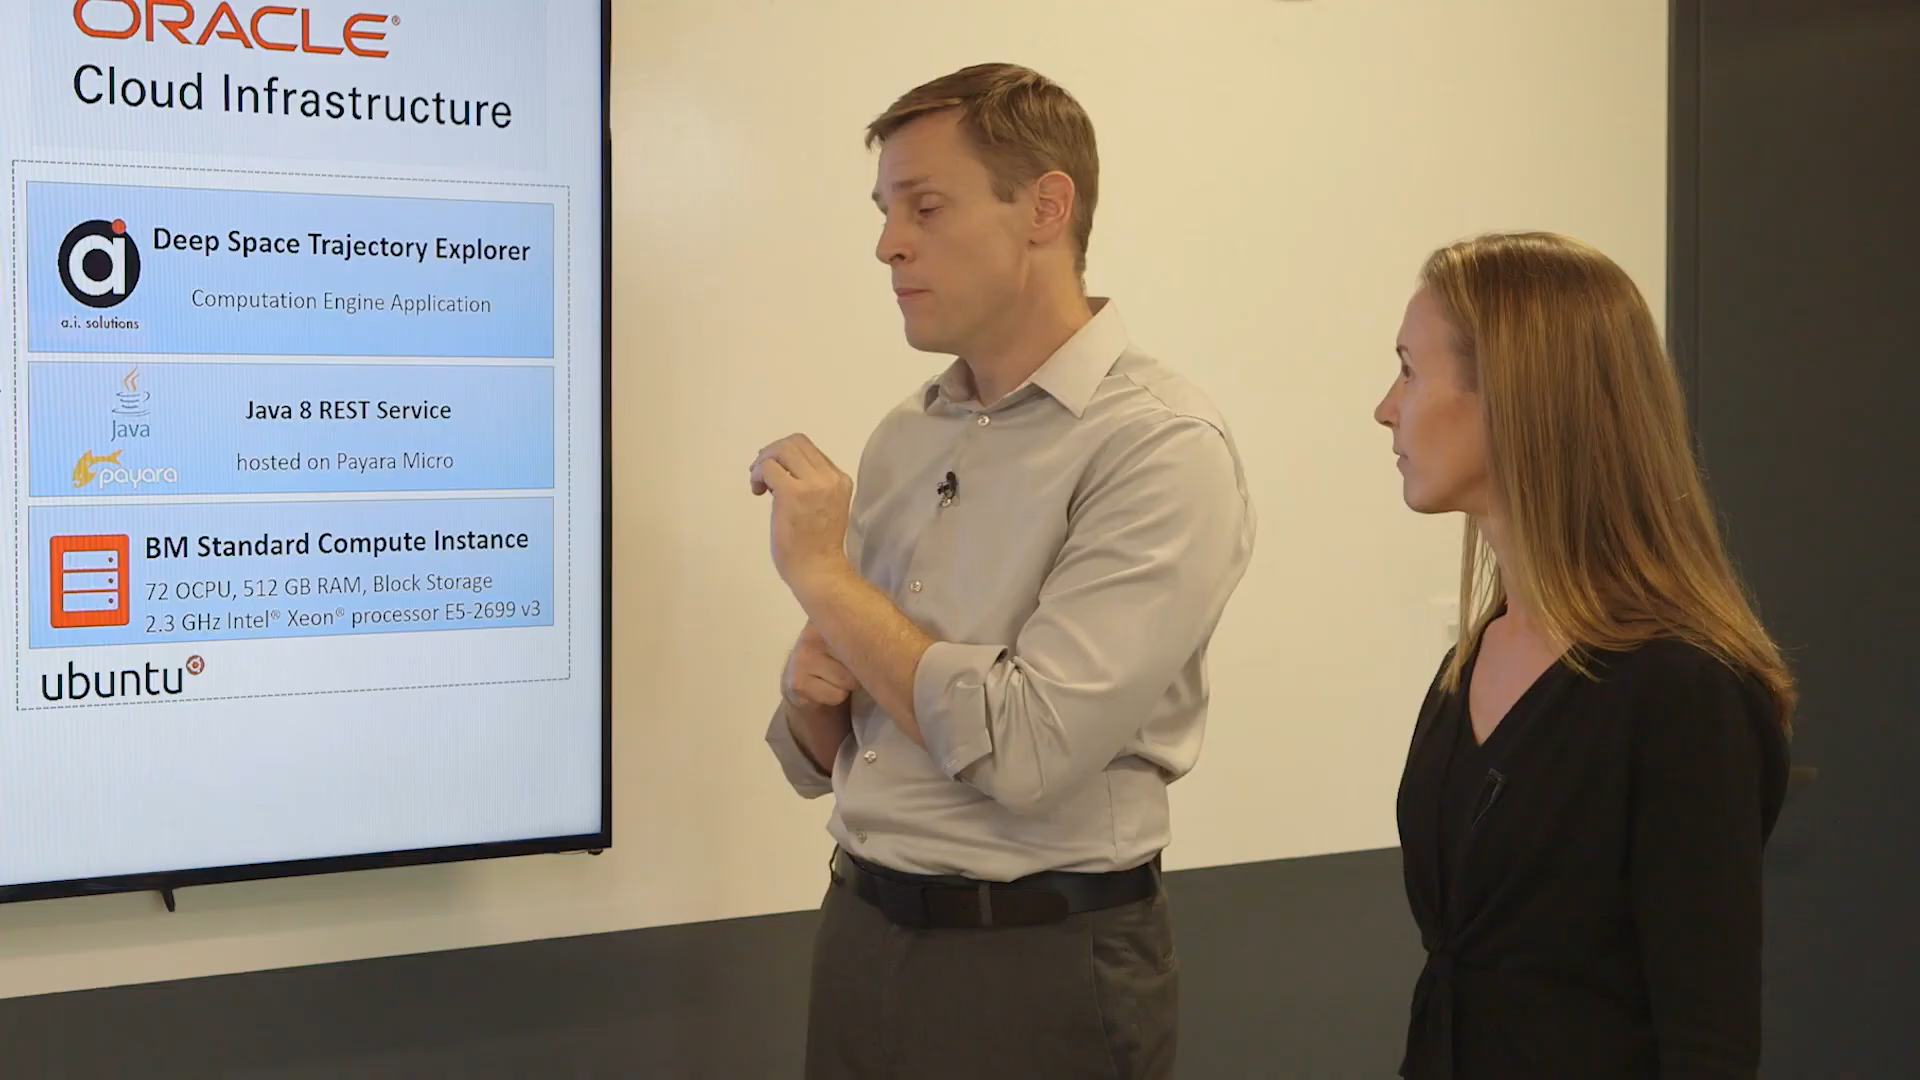 ORACLE®
Cloud Infrastructure
a
a.i. solutions
Deep Space Trajectory Explorer
Computation Engine Application
Java
payara
Java 8 REST Service
hosted on Payara Micro
BM Standard Compute Instance
72 OCPU, 512 GB RAM, Block Storage
2.3 GHz Intel® Xeon® processor E5-2699 v3
ubuntu